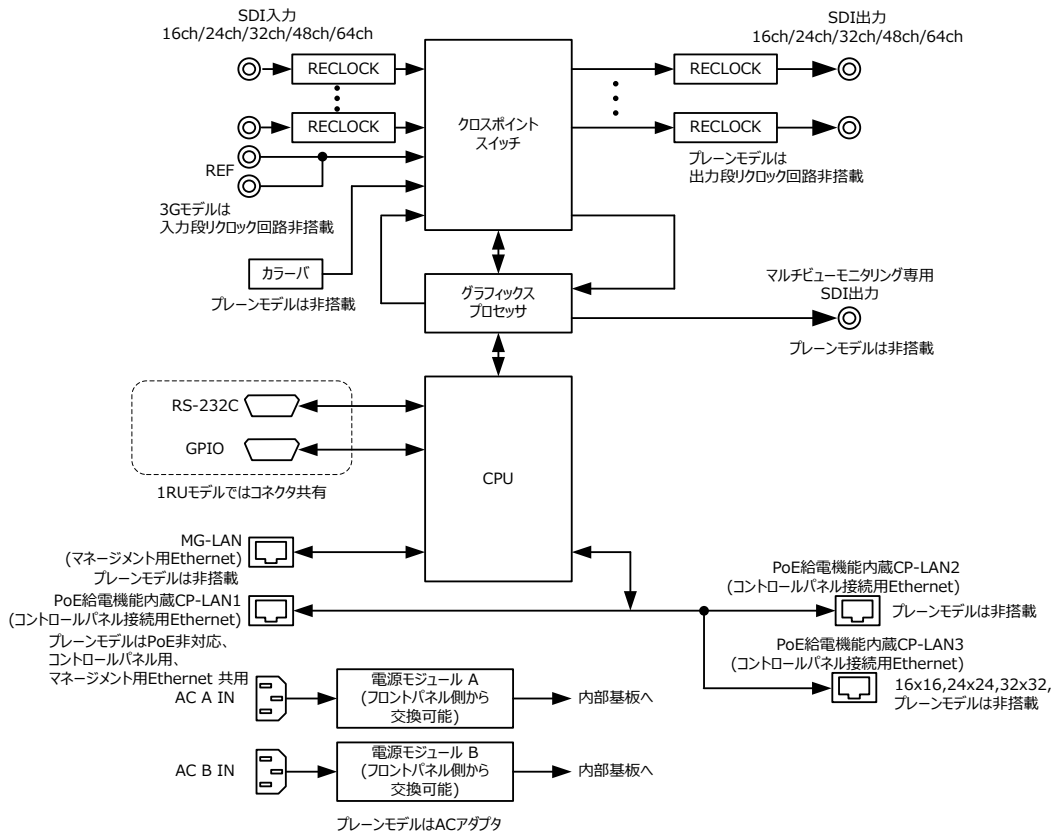 SDI入力
16ch/24ch/32ch/48ch/64ch
SDI出力
16ch/24ch/32ch/48ch/64ch
RECLOCK
RECLOCK
RECLOCK
RECLOCK
クロスポイント
スイッチ
REF
プレーンモデルは
出力段リクロック回路非搭載
3Gモデルは
入力段リクロック回路非搭載
カラーバ
プレーンモデルは非搭載
グラフィックス
プロセッサ
マルチビューモニタリング専用
SDI出力
プレーンモデルは非搭載
RS-232C
GPIO
1RUモデルではコネクタ共有
CPU
MG-LAN
(マネージメント用Ethernet)
プレーンモデルは非搭載
PoE給電機能内蔵CP-LAN1
(コントロールパネル接続用Ethernet)
プレーンモデルはPoE非対応、
コントロールパネル用、
マネージメント用Ethernet 共用
PoE給電機能内蔵CP-LAN2
(コントロールパネル接続用Ethernet)
プレーンモデルは非搭載
PoE給電機能内蔵CP-LAN3
(コントロールパネル接続用Ethernet)
16x16,24x24,32x32,
プレーンモデルは非搭載
AC A IN
電源モジュール A
(フロントパネル側から
交換可能)
内部基板へ
AC B IN
電源モジュール B
(フロントパネル側から
交換可能)
内部基板へ
プレーンモデルはACアダプタ